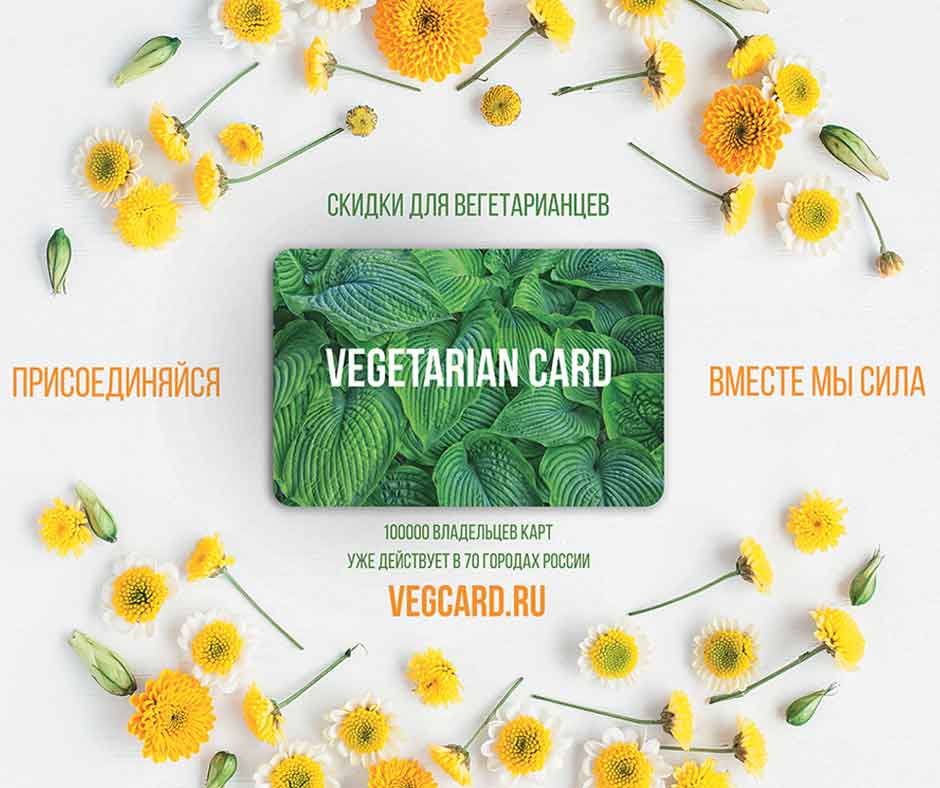 СКИДКИ ДЛЯ ВЕГЕТАРИАНЦЕВ
VEGETARIAN CARD
ПРИСОЕДИНЯЙСЯ
ВМЕСТЕ МЫ СИЛА
100000 ВЛАДЕЛЬЦЕВ КАРТ
УЖЕ ДЕЙСТВУЕТ В 70 ГОРОДАХ РОССИИ
VEGCARD.RU